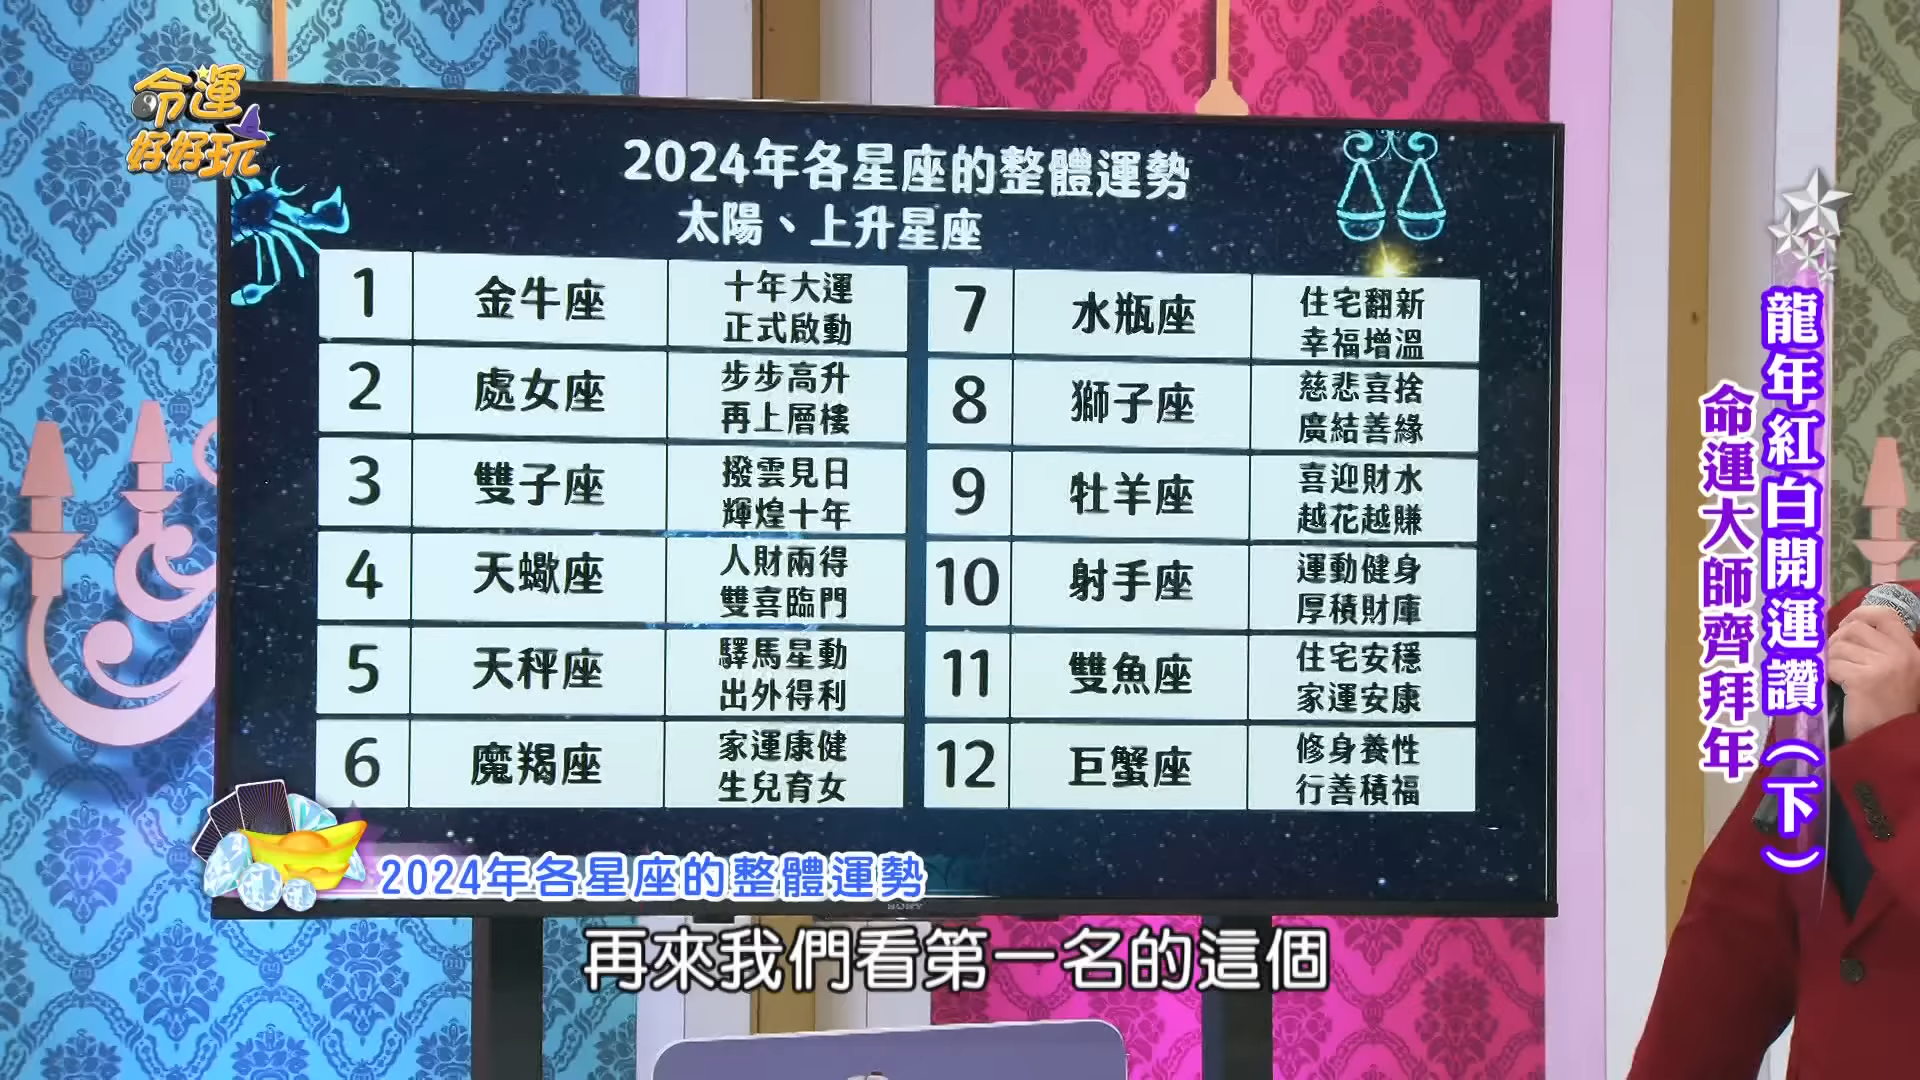 命運
好好玩
2024年各星座的整體運勢
太陽、上升星座
1 金牛座 十年大運
正式啟動
2 處女座 步步高升
再上層樓
3 雙子座 撥雲見日
輝煌十年
4 天蠍座 人財兩得
雙喜臨門
5 天秤座 驛馬星動
出外得利
6 魔羯座 家運康健
生兒育女
7 水瓶座 住宅翻新
幸福增溫
8 獅子座 慈悲喜捨
廣結善緣
9 牡羊座 喜迎財水
越花越賺
10 射手座 運動健身
厚積財庫
11 雙魚座 住宅安穩
家運安康
12 巨蟹座 修身養性
行善積福
龍年紅白開運讚(下)
命運大師齊拜年
2024年各星座的整體運勢
SONY
再來我們看第一名的這個